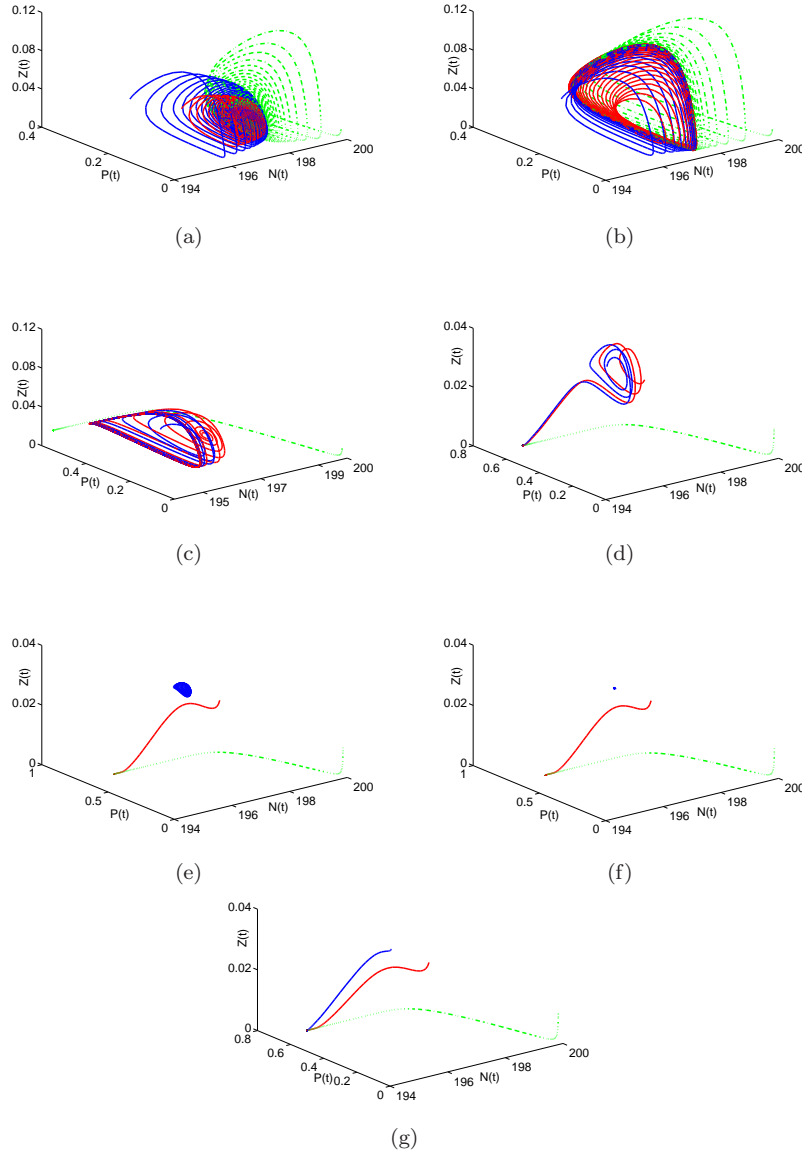 0.12
0.08
0.04
0
Z(t)
0.4
0.2
0
P(t)
194
196
198
200
N(t)
(a)
0.12
0.08
0.04
0
Z(t)
0.4
0.2
0
P(t)
194
196
198
200
N(t)
(b)
0.12
0.08
0.04
0
Z(t)
0.4
0.2
0
P(t)
195
197
199
200
N(t)
(c)
0.04
0.02
0
Z(t)
0.8
0.6
0.4
0.2
0
P(t)
194
196
198
200
N(t)
(d)
0.04
0.02
0
Z(t)
1
0.5
0
P(t)
194
196
198
200
N(t)
(e)
0.04
0.02
0
Z(t)
1
0.5
0
P(t)
194
196
198
200
N(t)
(f)
0.04
0.02
0
Z(t)
0.8
0.6
0.4
0.2
0
P(t)
194
196
198
200
N(t)
(g)